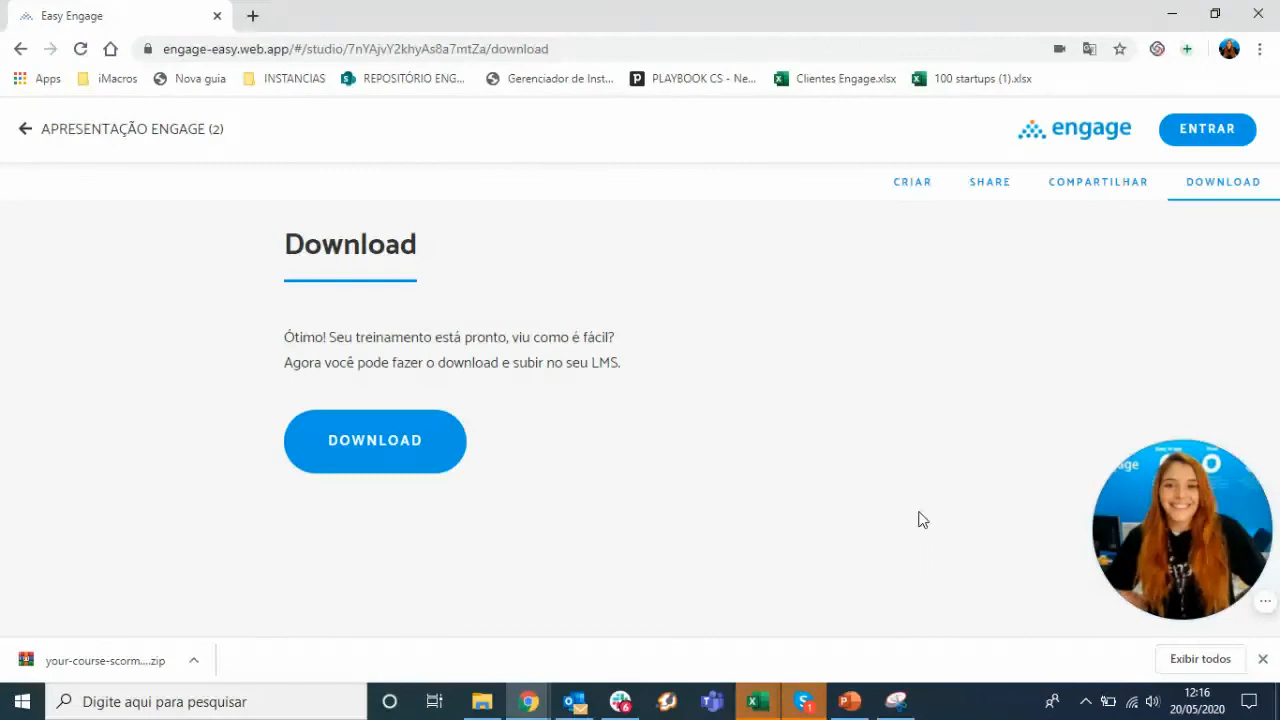 Easy Engage
engage-easy.web.app/#/studio/7nYAjvY2khyAs8a7mtZa/download
Apps
iMacros
Nova guia
INSTANCIAS
REPOSITÓRIO ENG...
Gerenciador de Inst...
PLAYBOOK CS - Ne...
Clientes Engage.xlsx
100 startups (1).xlsx
APRESENTAÇÃO ENGAGE (2)
engage
ENTRAR
CRIAR
SHARE
COMPARTILHAR
DOWNLOAD
Download
Ótimo! Seu treinamento está pronto, viu como é fácil?
Agora você pode fazer o download e subir no seu LMS.
DOWNLOAD
your-course-scorm....zip
Exibir todos
Digite aqui para pesquisar
12:16
20/05/2020